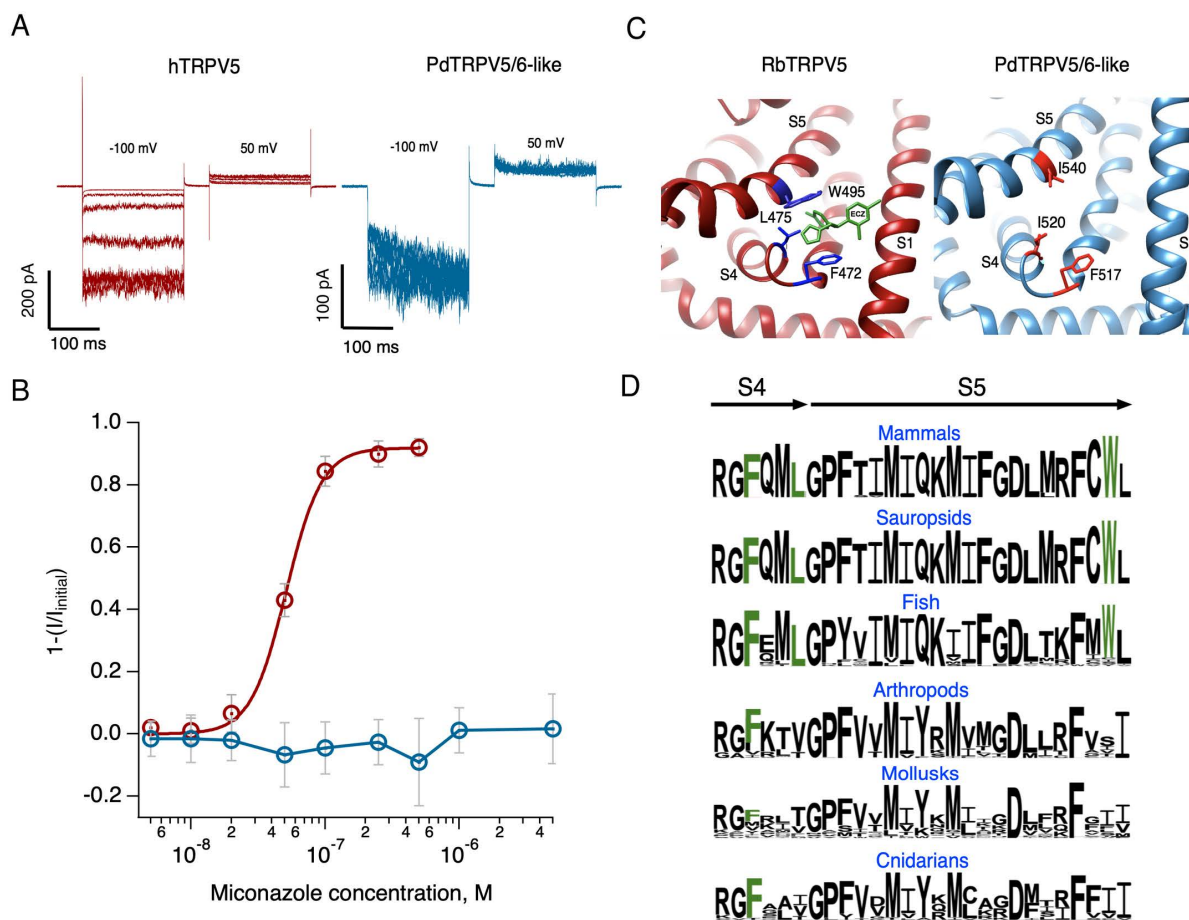 A
hTRPV5
PdTRPV5/6-like
-100 mV
50 mV
-100 mV
50 mV
200 pA
100 ms
100 pA
100 ms
B
1-(I/Iinitial)
1.0
0.8
0.6
0.4
0.2
0.0
-0.2
6
10-8
2
4
6
10-7
2
4
6
10-6
2
4
Miconazole concentration, M
C
RbTRPV5
PdTRPV5/6-like
S5
W495
L475
ECZ
S4
F472
S1
S5
I540
I520
S4
F517
S
D
S4
S5
Mammals
RGFQMLGPFTIMIQKMIFGDLMRFCWL
Sauropsids
RGFQMLGPFTIMIQKMIFGDLMRFCWL
Fish
RGFEMLGPYVIMIQKIIFGDLTKFMWL
Arthropods
RGFKTVGPFVVMIYRMVMGDLLRFVSI
Mollusks
Cnidarians